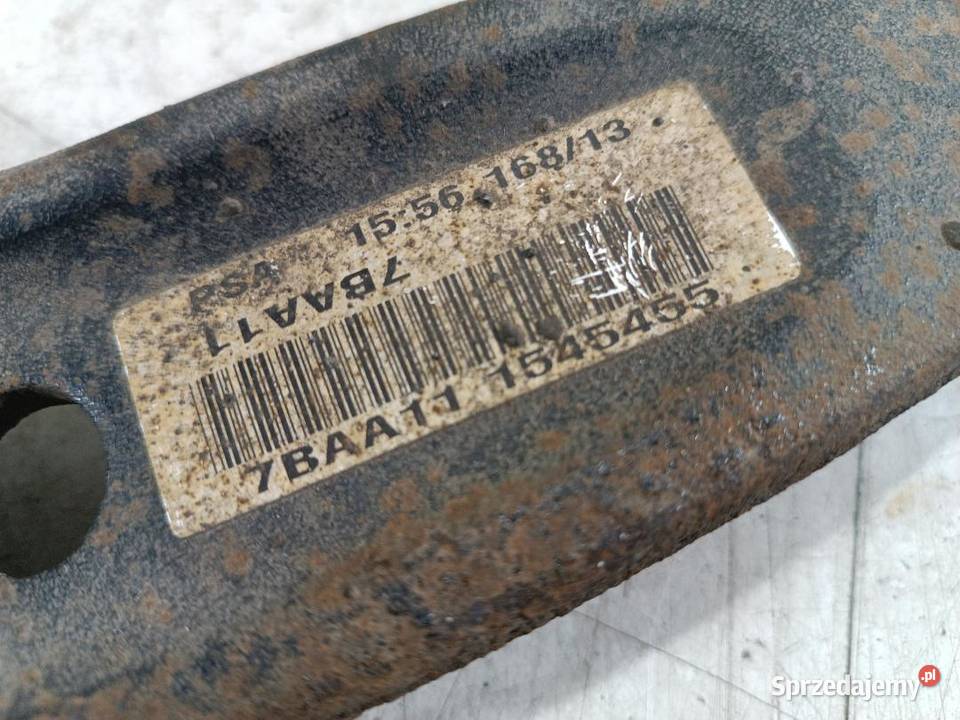 PSA 15:56 168/13
7BAA11
7BAA11 1545455
Sprzedajemy.pl